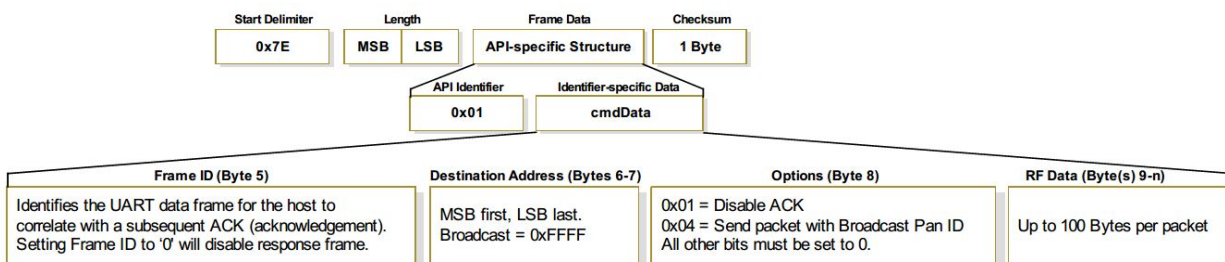 Start Delimiter
Length
Frame Data
Checksum
0x7E
MSB
LSB
API-specific Structure
1 Byte
API Identifier
Identifier-specific Data
0x01
cmdData
Frame ID (Byte 5)
Identifies the UART data frame for the host to
correlate with a subsequent ACK (acknowledgement).
Setting Frame ID to '0' will disable response frame.
Destination Address (Bytes 6-7)
MSB first, LSB last.
Broadcast = 0xFFFF
Options (Byte 8)
0x01 = Disable ACK
0x04 = Send packet with Broadcast Pan ID
All other bits must be set to 0.
RF Data (Byte(s) 9-n)
Up to 100 Bytes per packet